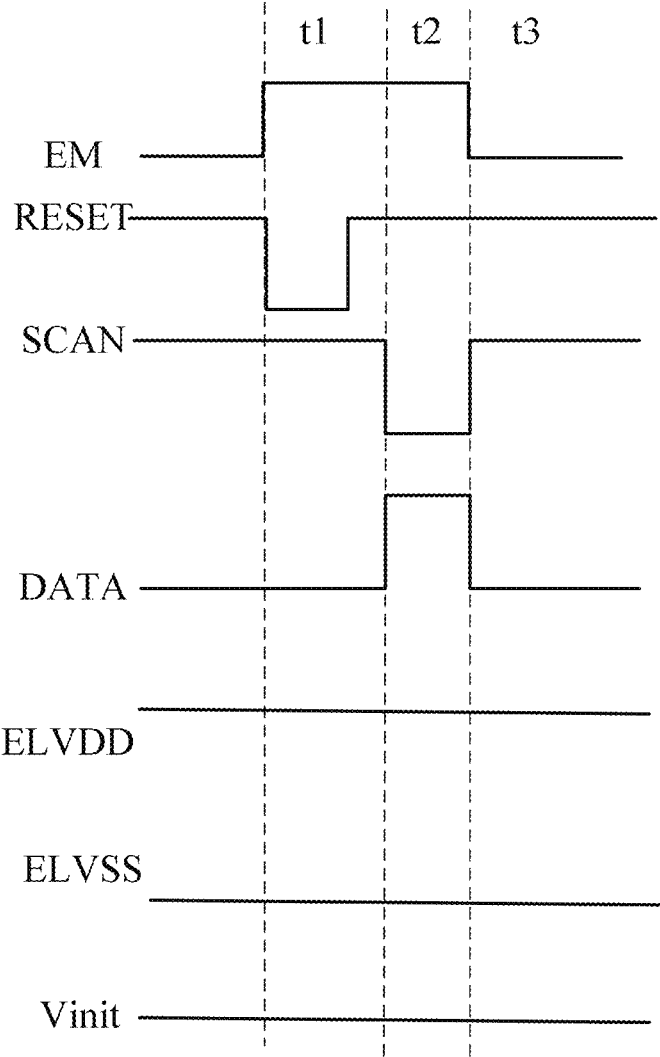 t1 t2 t3
EM
RESET
SCAN
DATA
ELVDD
ELVSS
Vinit